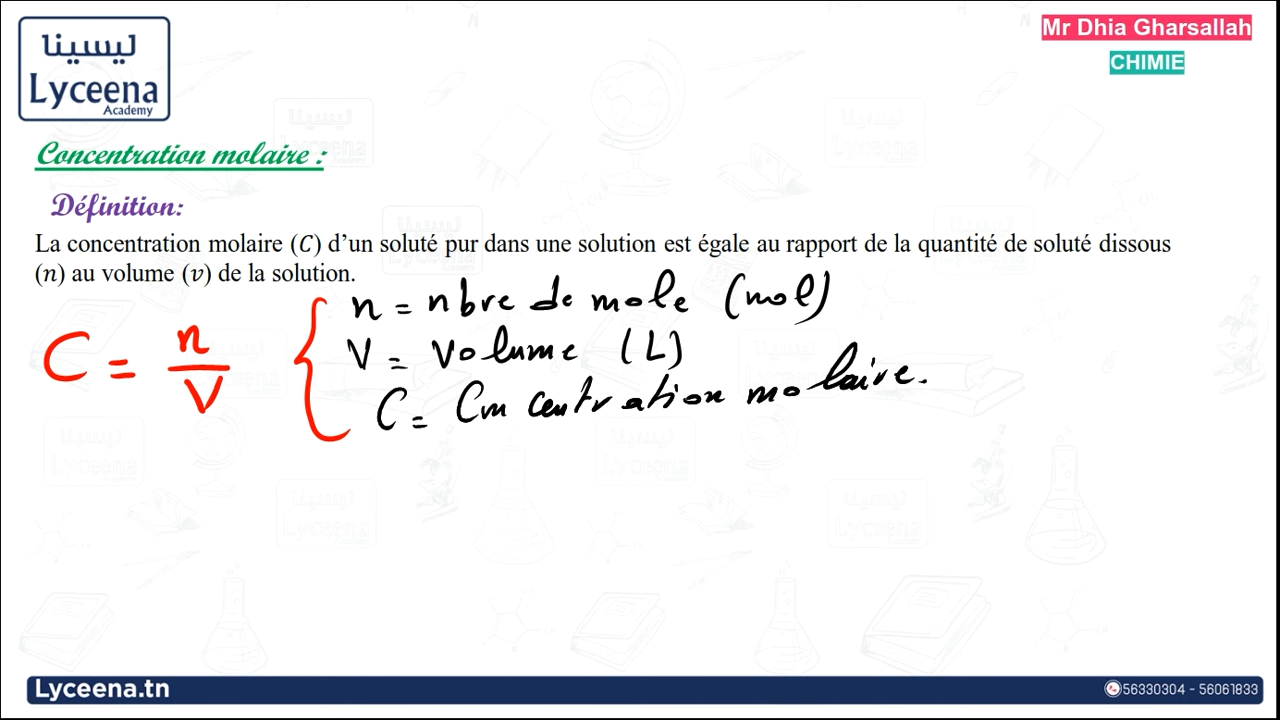 ليسينا
Lyceena
Academy
Mr Dhia Gharsallah
CHIMIE
Concentration molaire :
Définition:
La concentration molaire (C) d’un soluté pur dans une solution est égale au rapport de la quantité de soluté dissous
(n) au volume (v) de la solution.
C = n/V
n = nbre de mole (mol)
V = Volume (L)
C = Concentration molaire.
Lyceena.tn
56330304 - 56061833